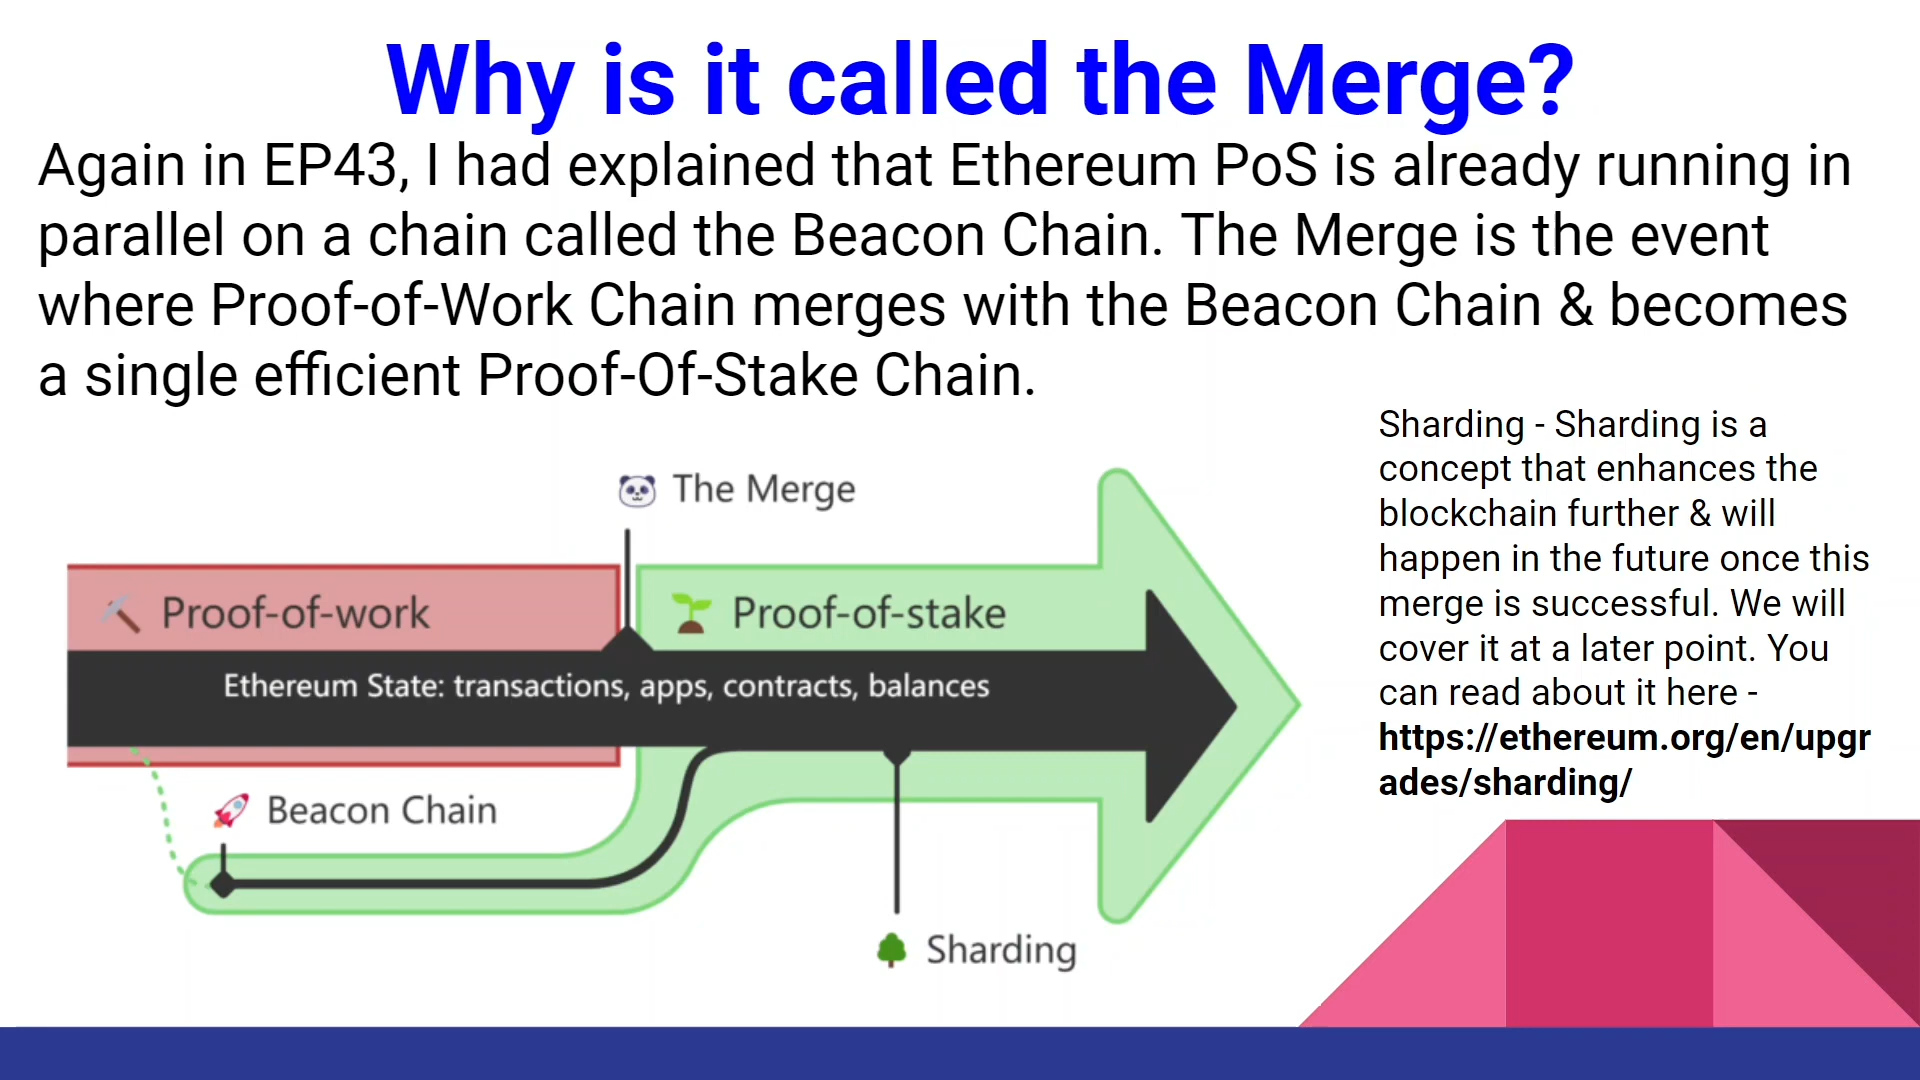 Why is it called the Merge?
Again in EP43, I had explained that Ethereum PoS is already running in
parallel on a chain called the Beacon Chain. The Merge is the event
where Proof-of-Work Chain merges with the Beacon Chain & becomes
a single efficient Proof-Of-Stake Chain.
The Merge
Proof-of-work
Proof-of-stake
Ethereum State: transactions, apps, contracts, balances
Beacon Chain
Sharding
Sharding - Sharding is a
concept that enhances the
blockchain further & will
happen in the future once this
merge is successful. We will
cover it at a later point. You
can read about it here -
https://ethereum.org/en/upgr
ades/sharding/